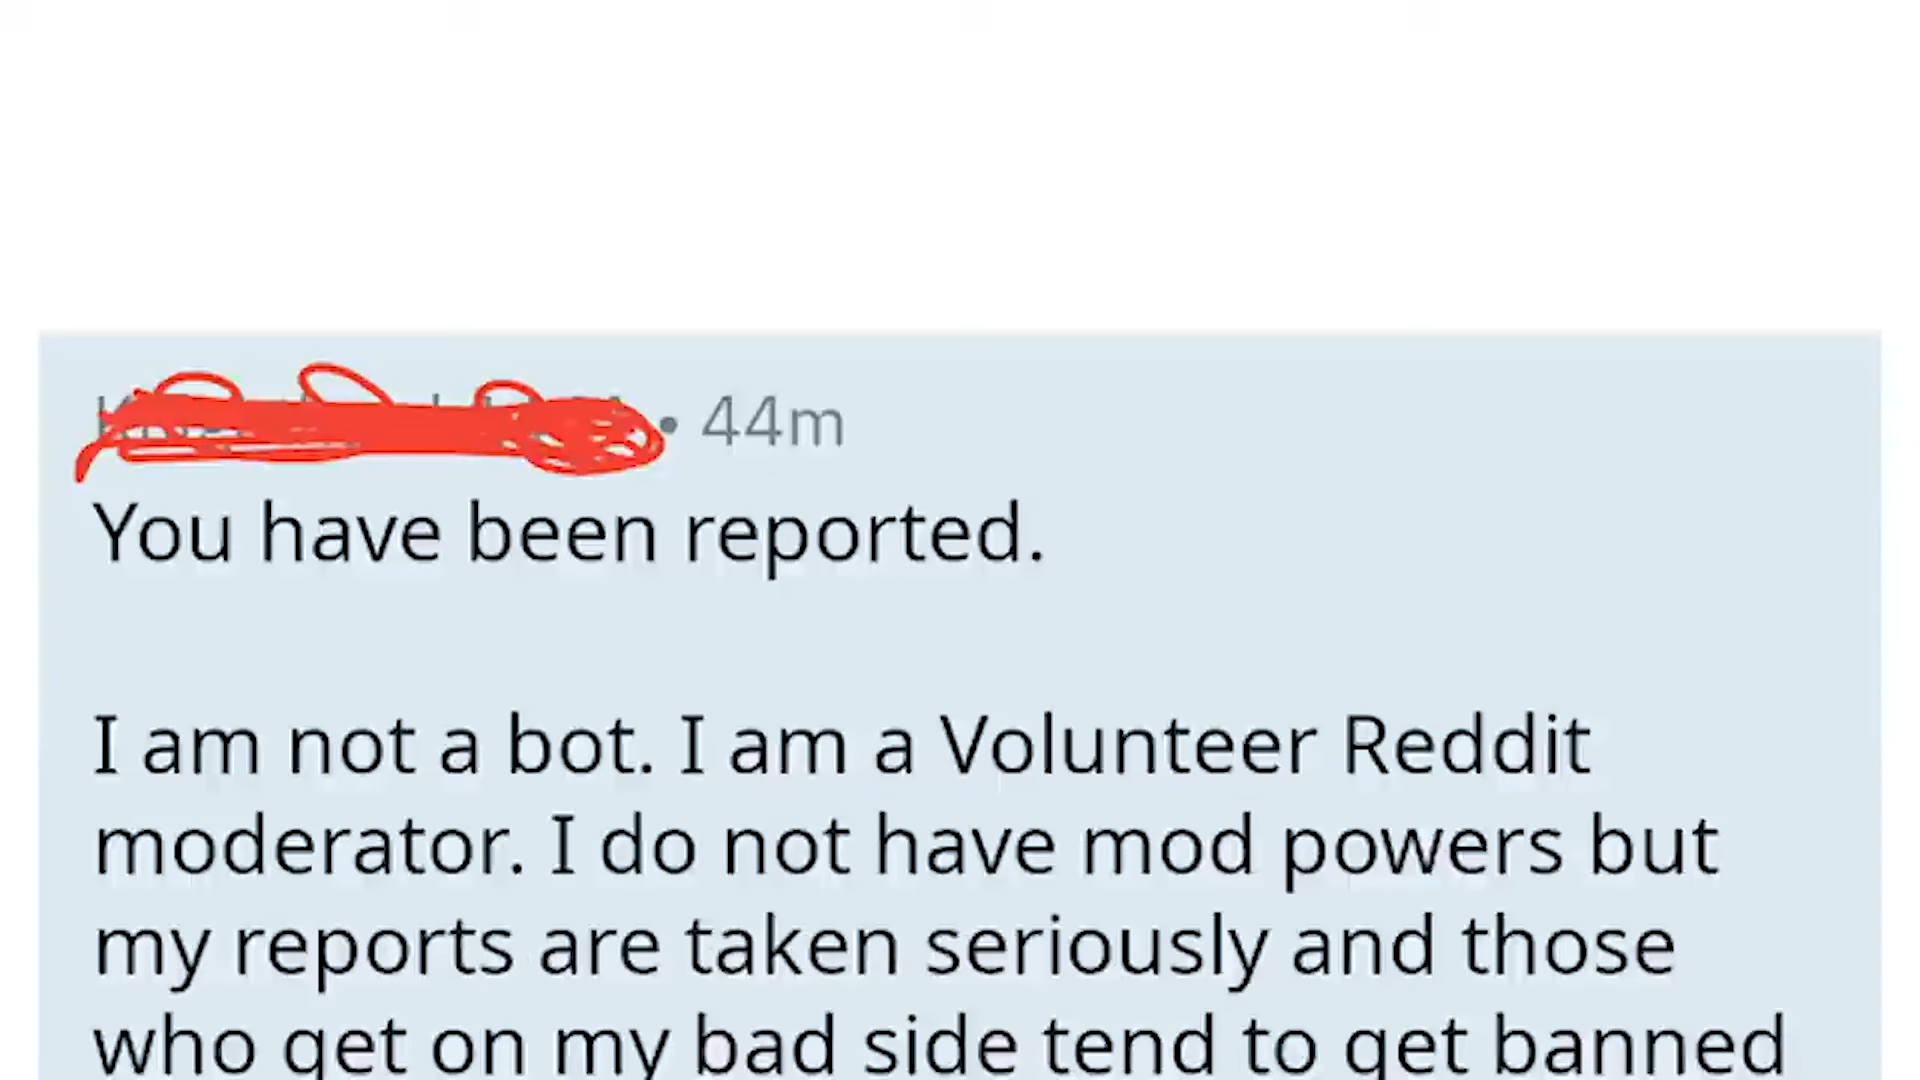 • 44m
You have been reported.
I am not a bot. I am a Volunteer Reddit
moderator. I do not have mod powers but
my reports are taken seriously and those
who get on my bad side tend to get banned